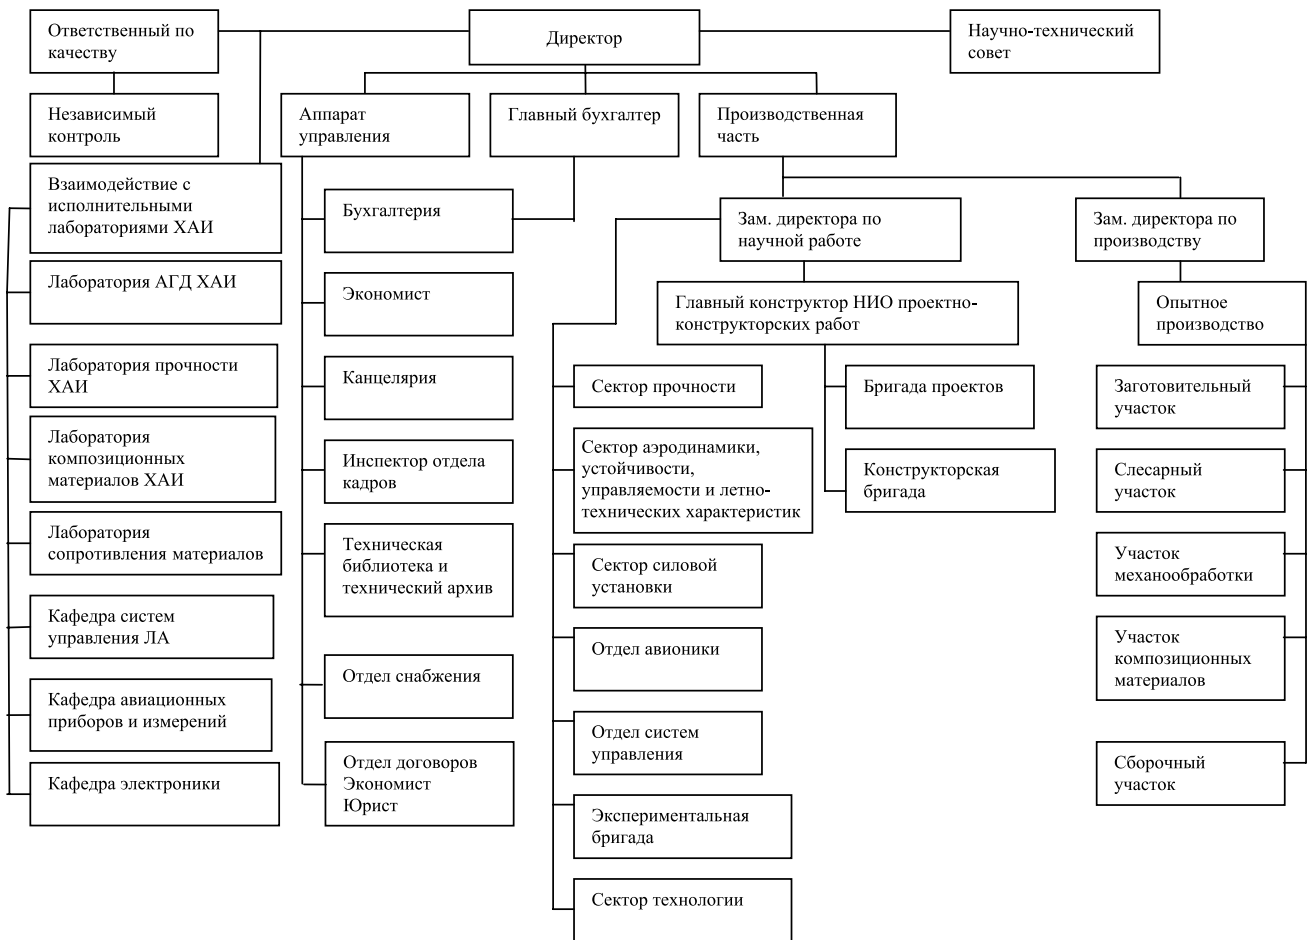 Ответственный по
качеству
Директор
Научно-технический
совет
Независимый
контроль
Аппарат
управления
Главный бухгалтер
Производственная
часть
Взаимодействие с
исполнительными
лабораториями ХАИ
Лаборатория АГД ХАИ
Лаборатория прочности
ХАИ
Лаборатория
композиционных
материалов ХАИ
Лаборатория
сопротивления материалов
Кафедра систем
управления ЛА
Кафедра авиационных
приборов и измерений
Кафедра электроники
Бухгалтерия
Экономист
Канцелярия
Инспектор отдела
кадров
Техническая
библиотека и
технический архив
Отдел снабжения
Отдел договоров
Экономист
Юрист
Зам. директора по
научной работе
Главный конструктор НИО проектно-
конструкторских работ
Сектор прочности
Сектор аэродинамики,
устойчивости,
управляемости и летно-
технических характеристик
Сектор силовой
установки
Отдел авионики
Отдел систем
управления
Экспериментальная
бригада
Сектор технологии
Бригада проектов
Конструкторская
бригада
Зам. директора по
производству
Опытное
производство
Заготовительный
участок
Слесарный
участок
Участок
механообработки
Участок
композиционных
материалов
Сборочный
участок